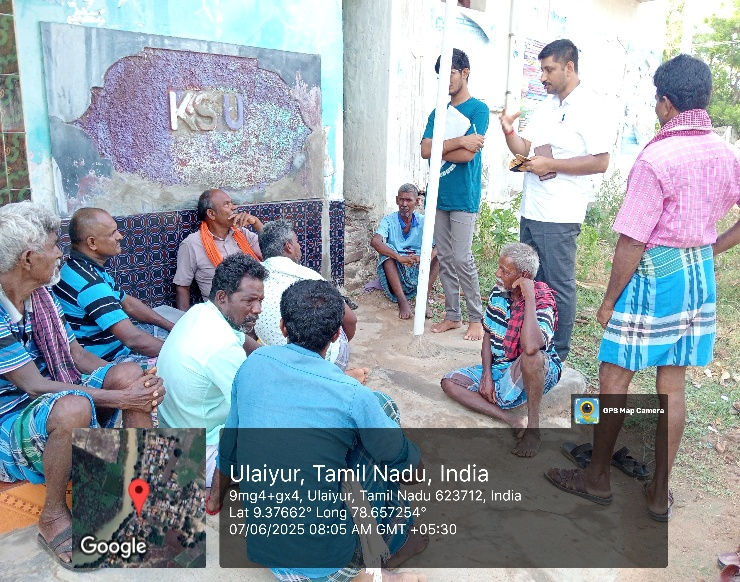 KSU
GPS Map Camera
Ulaiyur, Tamil Nadu, India
9mg4+gx4, Ulaiyur, Tamil Nadu 623712, India
Lat 9.37662° Long 78.657254°
07/06/2025 08:05 AM GMT +05:30
Google